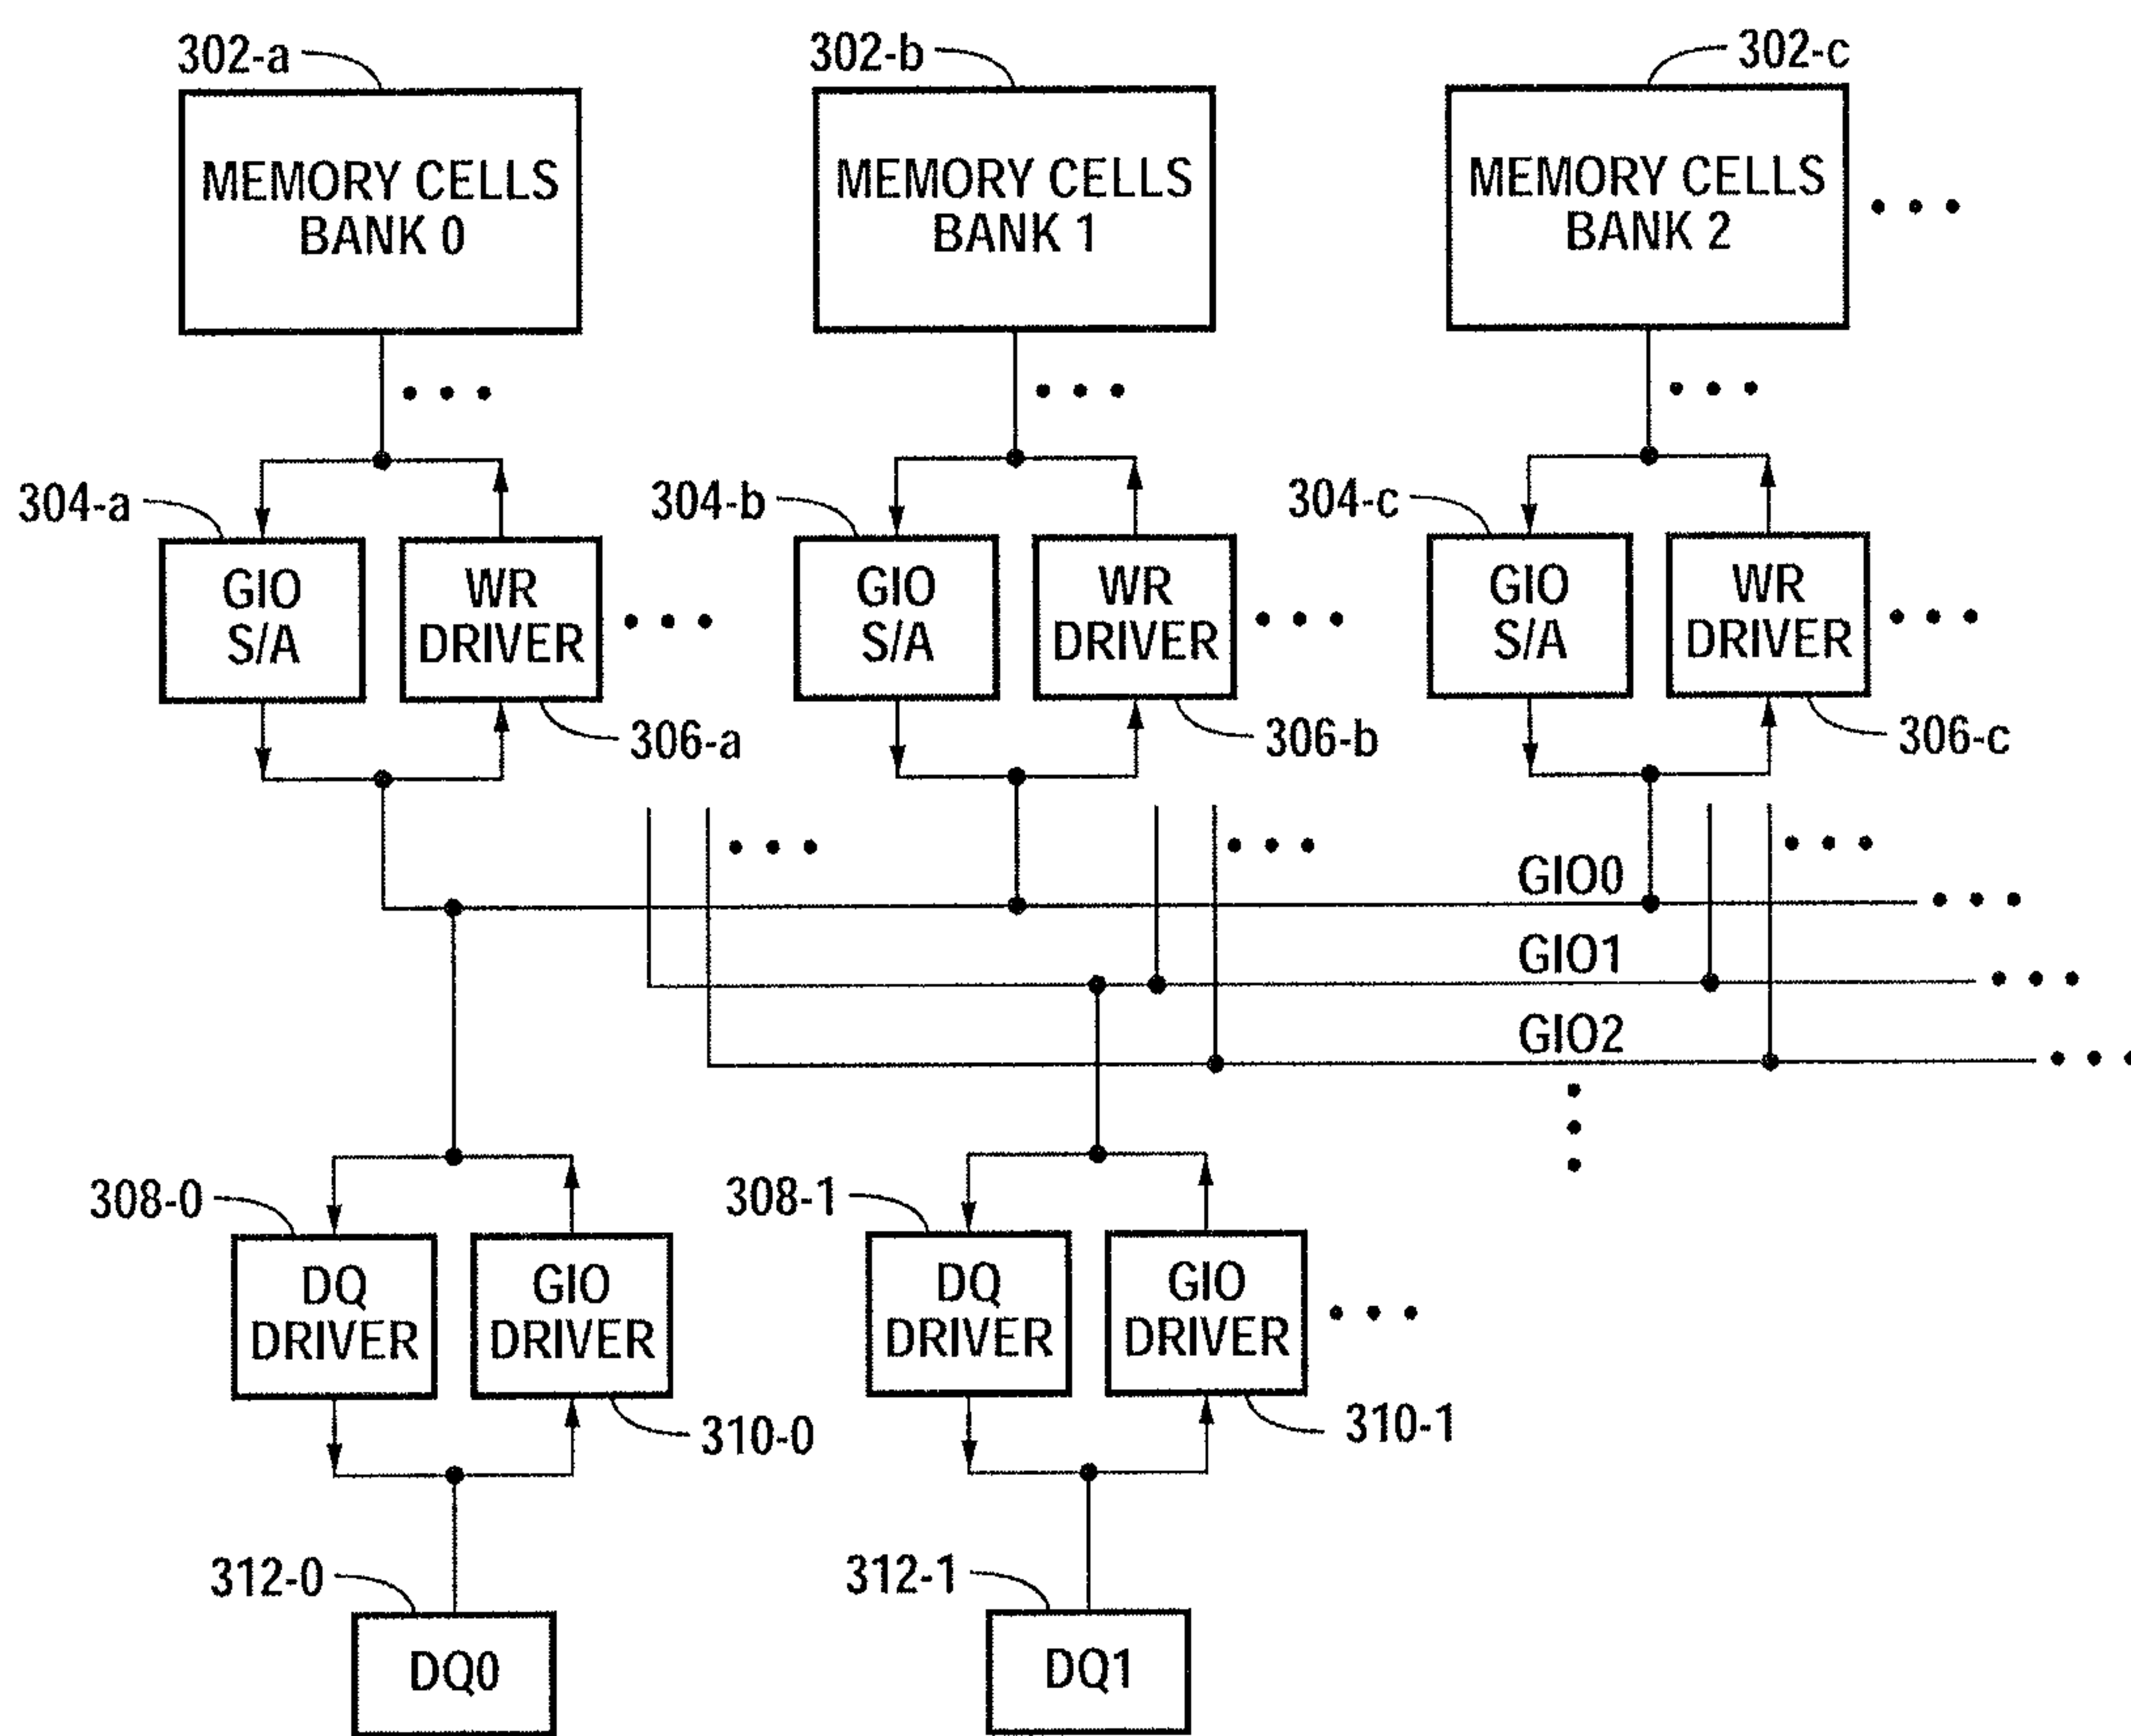 302-a
302-b
302-c
MEMORY CELLS
BANK 0
MEMORY CELLS
BANK 1
MEMORY CELLS
BANK 2
304-a
304-b
304-c
GIO
S/A
WR
DRIVER
GIO
S/A
WR
DRIVER
GIO
S/A
WR
DRIVER
306-a
306-b
306-c
GIO0
GIO1
GIO2
308-0
308-1
DQ
DRIVER
GIO
DRIVER
DQ
DRIVER
GIO
DRIVER
310-0
310-1
312-0
312-1
DQ0
DQ1